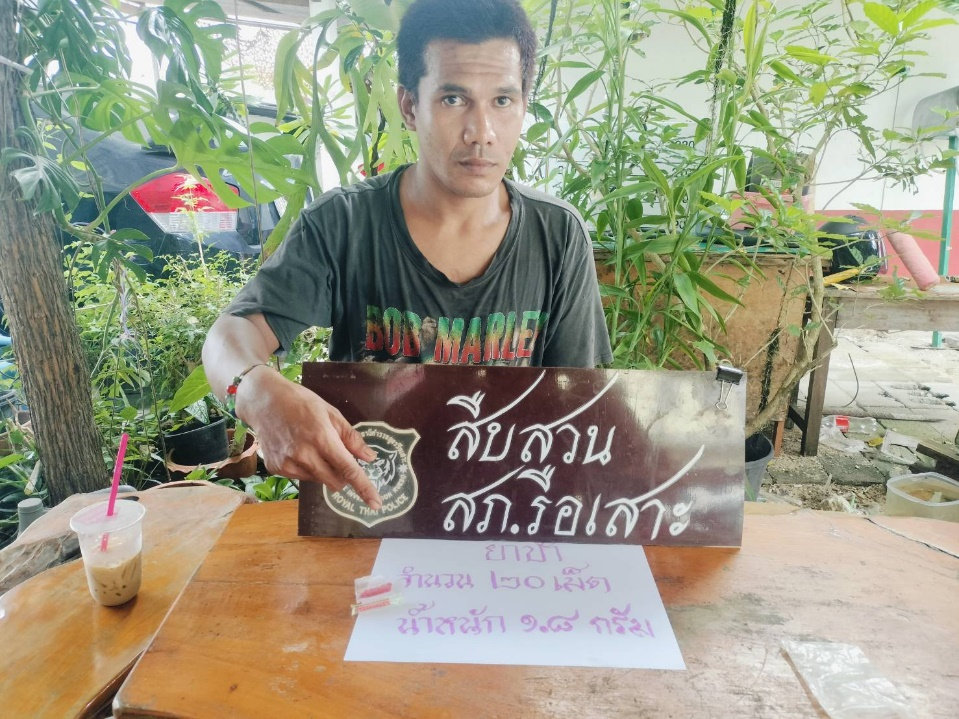 BOB MARLEY
สืบสวน
สภ.รือเสาะ
ROYAL THAI POLICE
ยาบ้า
จำนวน ๒๐ เม็ด
น้ำหนัก ๑.๘ กรัม